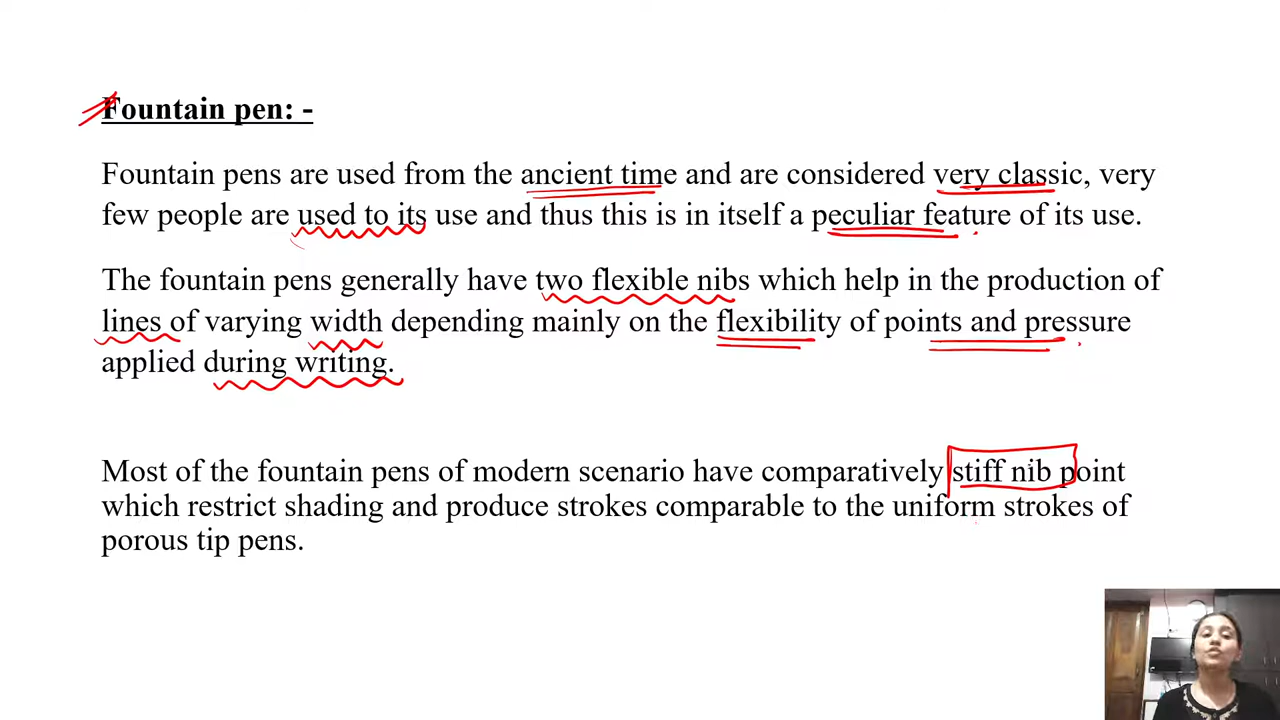 Fountain pen: -
Fountain pens are used from the ancient time and are considered very classic, very
few people are used to its use and thus this is in itself a peculiar feature of its use.
The fountain pens generally have two flexible nibs which help in the production of
lines of varying width depending mainly on the flexibility of points and pressure
applied during writing.
Most of the fountain pens of modern scenario have comparatively stiff nib point
which restrict shading and produce strokes comparable to the uniform strokes of
porous tip pens.